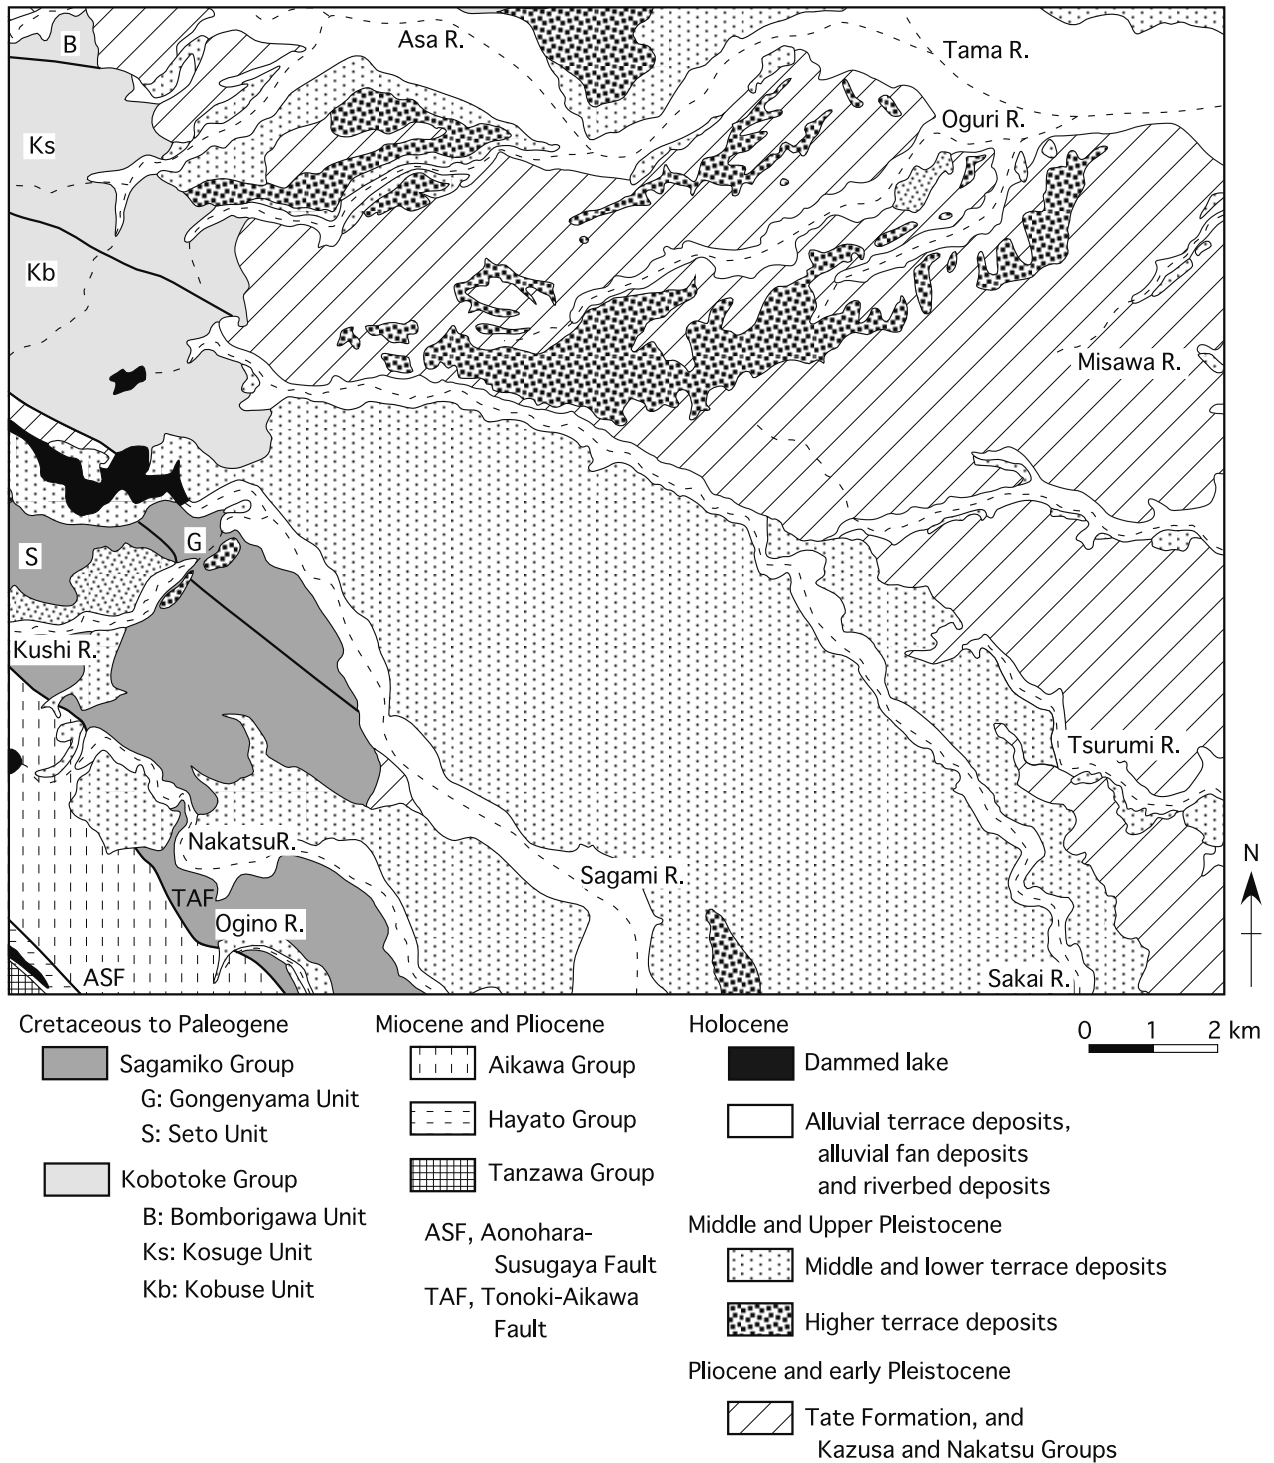 B
Asa R.
Tama R.
Oguri R.
Ks
Kb
Misawa R.
G
S
Kushi R.
Tsurumi R.
NakatsuR.
N
Sagami R.
TAF
Ogino R.
ASF
Sakai R.
Cretaceous to Paleogene
Sagamiko Group
G: Gongenyama Unit
S: Seto Unit
Kobotoke Group
B: Bomborigawa Unit
Ks: Kosuge Unit
Kb: Kobuse Unit
Miocene and Pliocene
Aikawa Group
Hayato Group
Tanzawa Group
ASF, Aonohara-
Susugaya Fault
TAF, Tonoki-Aikawa
Fault
Holocene
Dammed lake
Alluvial terrace deposits,
alluvial fan deposits
and riverbed deposits
Middle and Upper Pleistocene
Middle and lower terrace deposits
Higher terrace deposits
Pliocene and early Pleistocene
Tate Formation, and
Kazusa and Nakatsu Groups
0 1 2 km